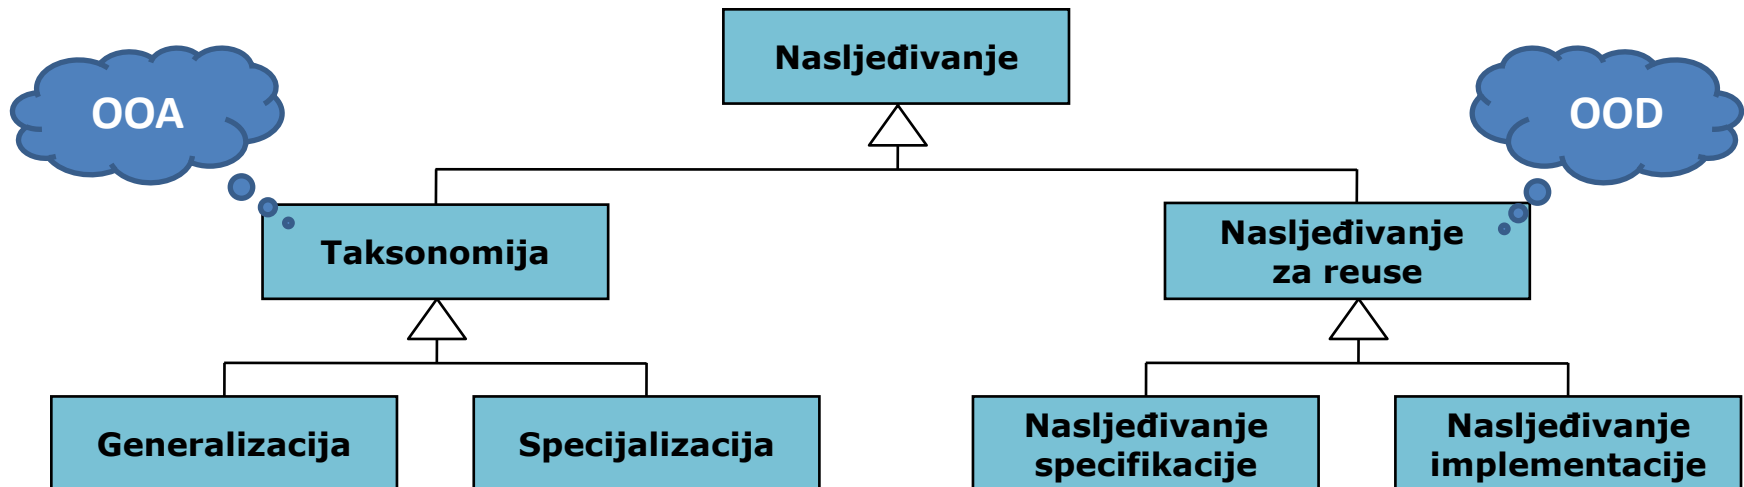 Nasljeđivanje
OOA
OOD
Taksonomija
Nasljeđivanje
za reuse
Generalizacija
Specijalizacija
Nasljeđivanje
specifikacije
Nasljeđivanje
implementacije